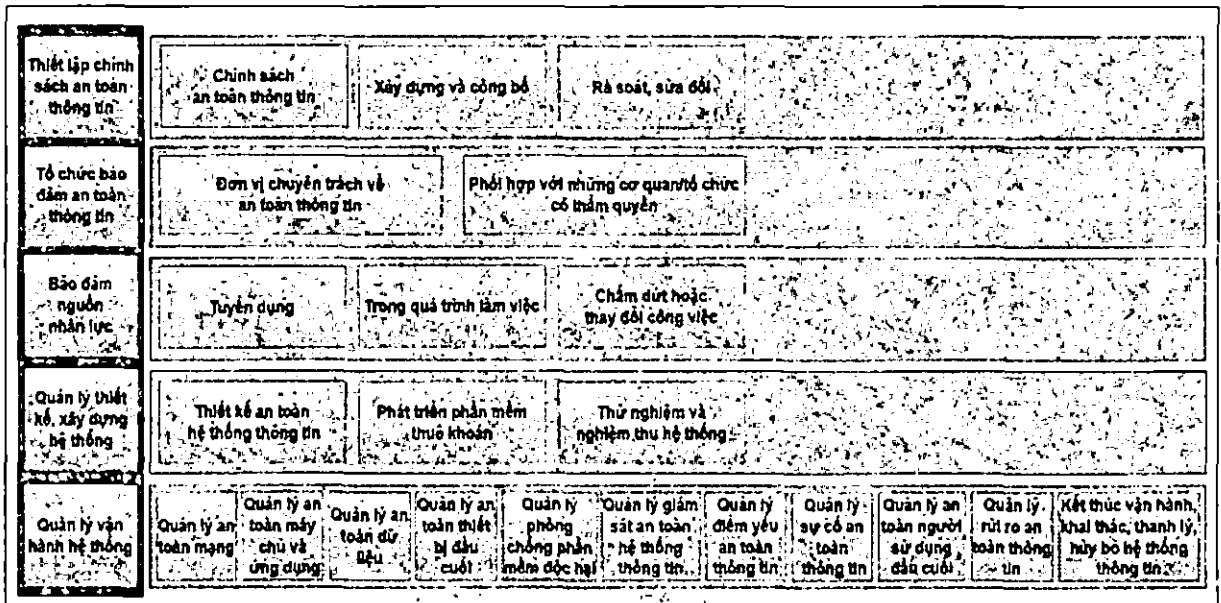 Thiết lập chính
sách an toàn
thông tin
Chính sách
an toàn thông tin
Xây dựng và công bố
Rà soát, sửa đổi
Tổ chức bảo
đảm an toàn
thông tin
Đơn vị chuyên trách về
an toàn thông tin
Phối hợp với những cơ quan/tổ chức
có thẩm quyền
Bảo đảm
nguồn
nhân lực
Tuyển dụng
Trong quá trình làm việc
Chấm dứt hoặc
thay đổi công việc
Quản lý thiết
kế, xây dựng
hệ thống
Thiết kế an toàn
hệ thống thông tin
Phát triển phần mềm
thuê khoán
Thử nghiệm và
nghiệm thu hệ thống
Quản lý vận
hành hệ thống
Quản lý an
toàn mạng
Quản lý an
toàn máy
chủ và
ứng dụng
Quản lý an
toàn dữ
liệu
Quản lý an
toàn thiết
bị đầu
cuối
Quản lý
phòng
chống phần
mềm độc hại
Quản lý giám
sát an toàn
hệ thống
thông tin
Quản lý
điểm yếu
an toàn
thông tin
Quản lý
sự cố an
toàn
thông tin
Quản lý an
toàn người
sử dụng
đầu cuối
Quản lý
rủi ro an
toàn thông
tin
Kết thúc vận hành,
khai thác, thanh lý,
hủy bỏ hệ thống
thông tin